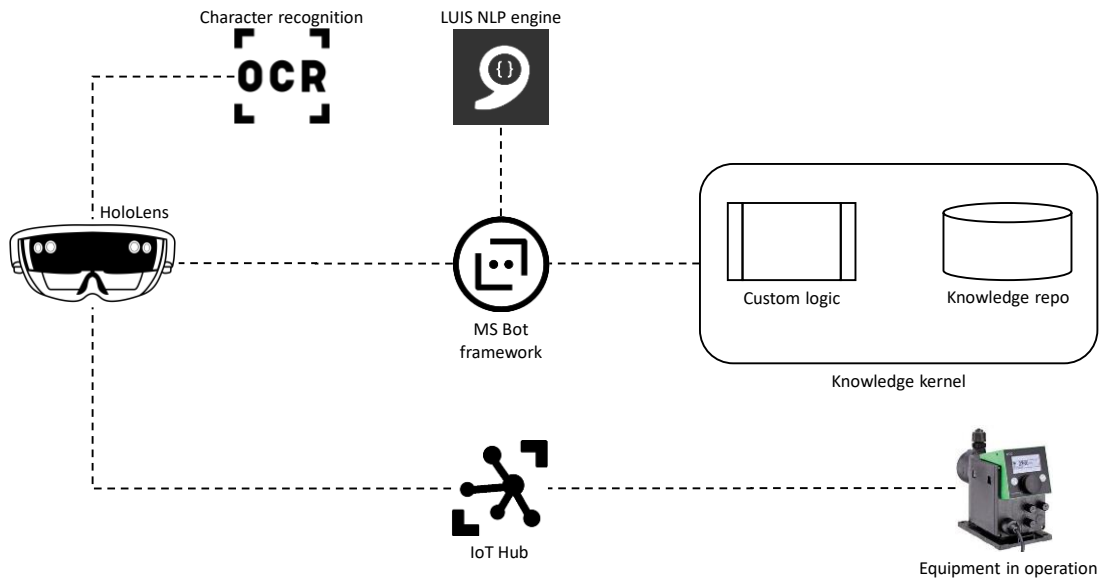 Character recognition
LUIS NLP engine
OCR
{}
HoloLens
MS Bot
framework
Custom logic
Knowledge repo
Knowledge kernel
IoT Hub
Equipment in operation